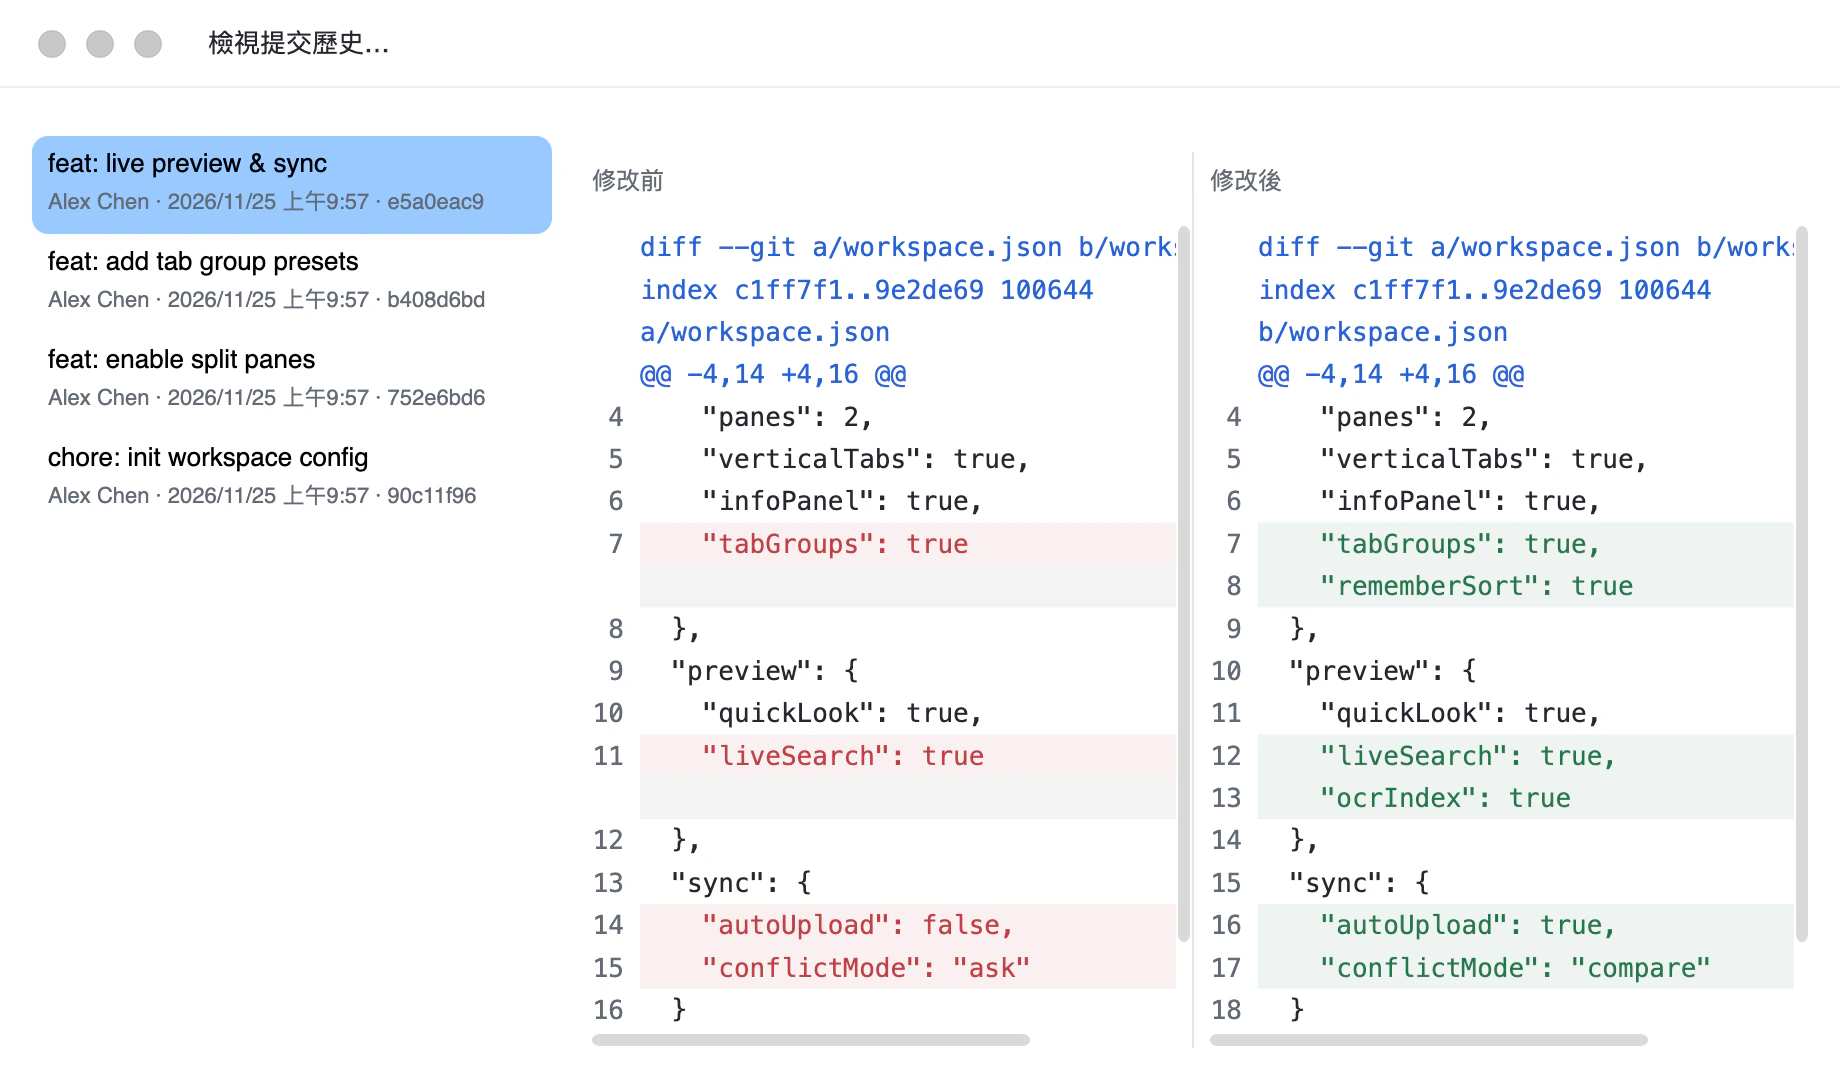 檢視提交歷史…
feat: live preview & sync
Alex Chen · 2026/11/25 上午9:57 · e5a0eac9
feat: add tab group presets
Alex Chen · 2026/11/25 上午9:57 · b408d6bd
feat: enable split panes
Alex Chen · 2026/11/25 上午9:57 · 752e6bd6
chore: init workspace config
Alex Chen · 2026/11/25 上午9:57 · 90c11f96
修改前
diff --git a/workspace.json b/works
index c1ff7f1..9e2de69 100644
a/workspace.json
@@ -4,14 +4,16 @@
4 "panes": 2,
5 "verticalTabs": true,
6 "infoPanel": true,
7 "tabGroups": true
8 },
9 "preview": {
10 "quickLook": true,
11 "liveSearch": true
12 },
13 "sync": {
14 "autoUpload": false,
15 "conflictMode": "ask"
16 }
修改後
diff --git a/workspace.json b/works
index c1ff7f1..9e2de69 100644
b/workspace.json
@@ -4,14 +4,16 @@
4 "panes": 2,
5 "verticalTabs": true,
6 "infoPanel": true,
7 "tabGroups": true,
8 "rememberSort": true
9 },
10 "preview": {
11 "quickLook": true,
12 "liveSearch": true,
13 "ocrIndex": true
14 },
15 "sync": {
16 "autoUpload": true,
17 "conflictMode": "compare"
18 }